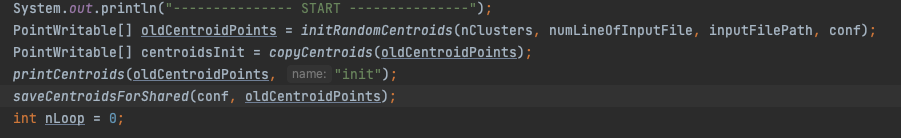 System.out.println("-------------- START ---------------");
PointWritable[] oldCentroidPoints = initRandomCentroids(nClusters, numLineOfInputFile, inputFilePath, conf);
PointWritable[] centroidsInit = copyCentroids(oldCentroidPoints);
printCentroids(oldCentroidPoints, name: "init");
saveCentroidsForShared(conf, oldCentroidPoints);
int nLoop = 0;